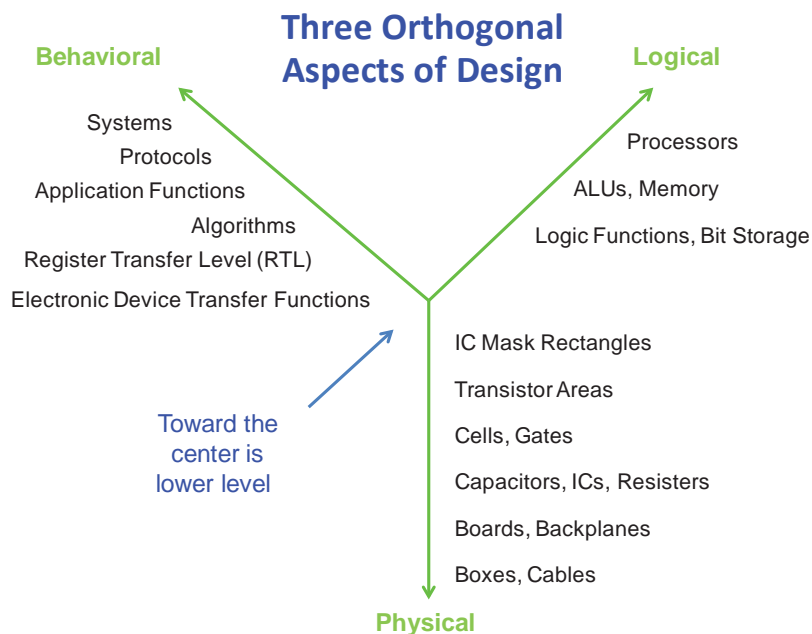 Three Orthogonal
Aspects of Design
Behavioral
Logical
Systems
Protocols
Application Functions
Algorithms
Register Transfer Level (RTL)
Electronic Device Transfer Functions
Processors
ALUs, Memory
Logic Functions, Bit Storage
IC Mask Rectangles
Transistor Areas
Cells, Gates
Capacitors, ICs, Resisters
Boards, Backplanes
Boxes, Cables
Toward the
center is
lower level
Physical